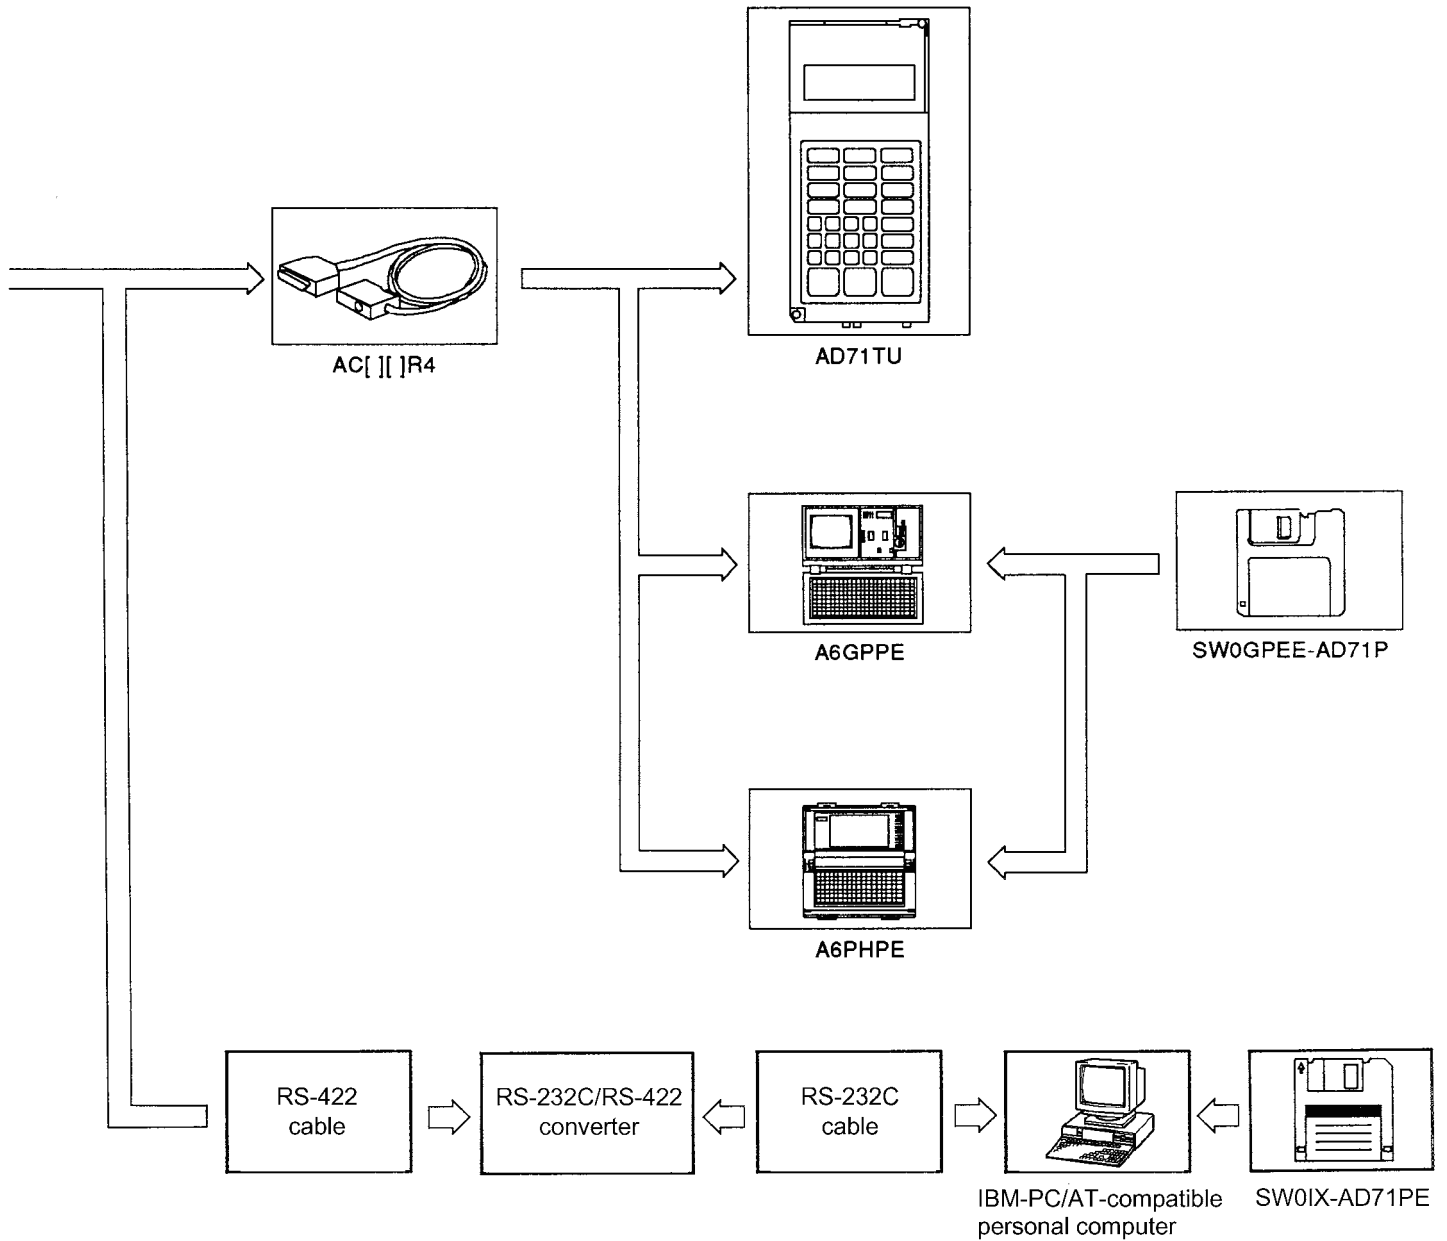 AD71TU
AC[ ][ ]R4
A6GPPE
SW0GPEE-AD71P
A6PHPE
RS-422
cable
RS-232C/RS-422
converter
RS-232C
cable
IBM-PC/AT-compatible
personal computer
SW0IX-AD71PE